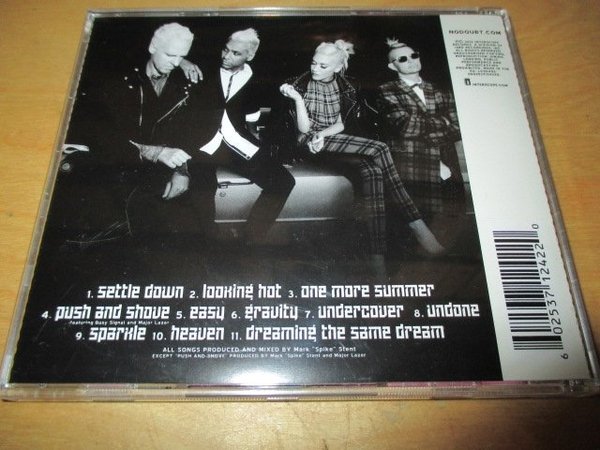 NODOUBT.COM
INTERSCOPE.COM
1. settle down 2. looking hot 3. one more summer
4. push and shove 5. easy 6. gravity 7. undercover 8. undone
featuring Busy Signal and Major Lazer
9. sparkle 10. heaven 11. dreaming the same dream
ALL SONGS PRODUCED AND MIXED BY Mark "Spike" Stent
EXCEPT "PUSH AND SHOVE" PRODUCED BY Mark "Spike" Stent and Major Lazer
6 02537 12422 0